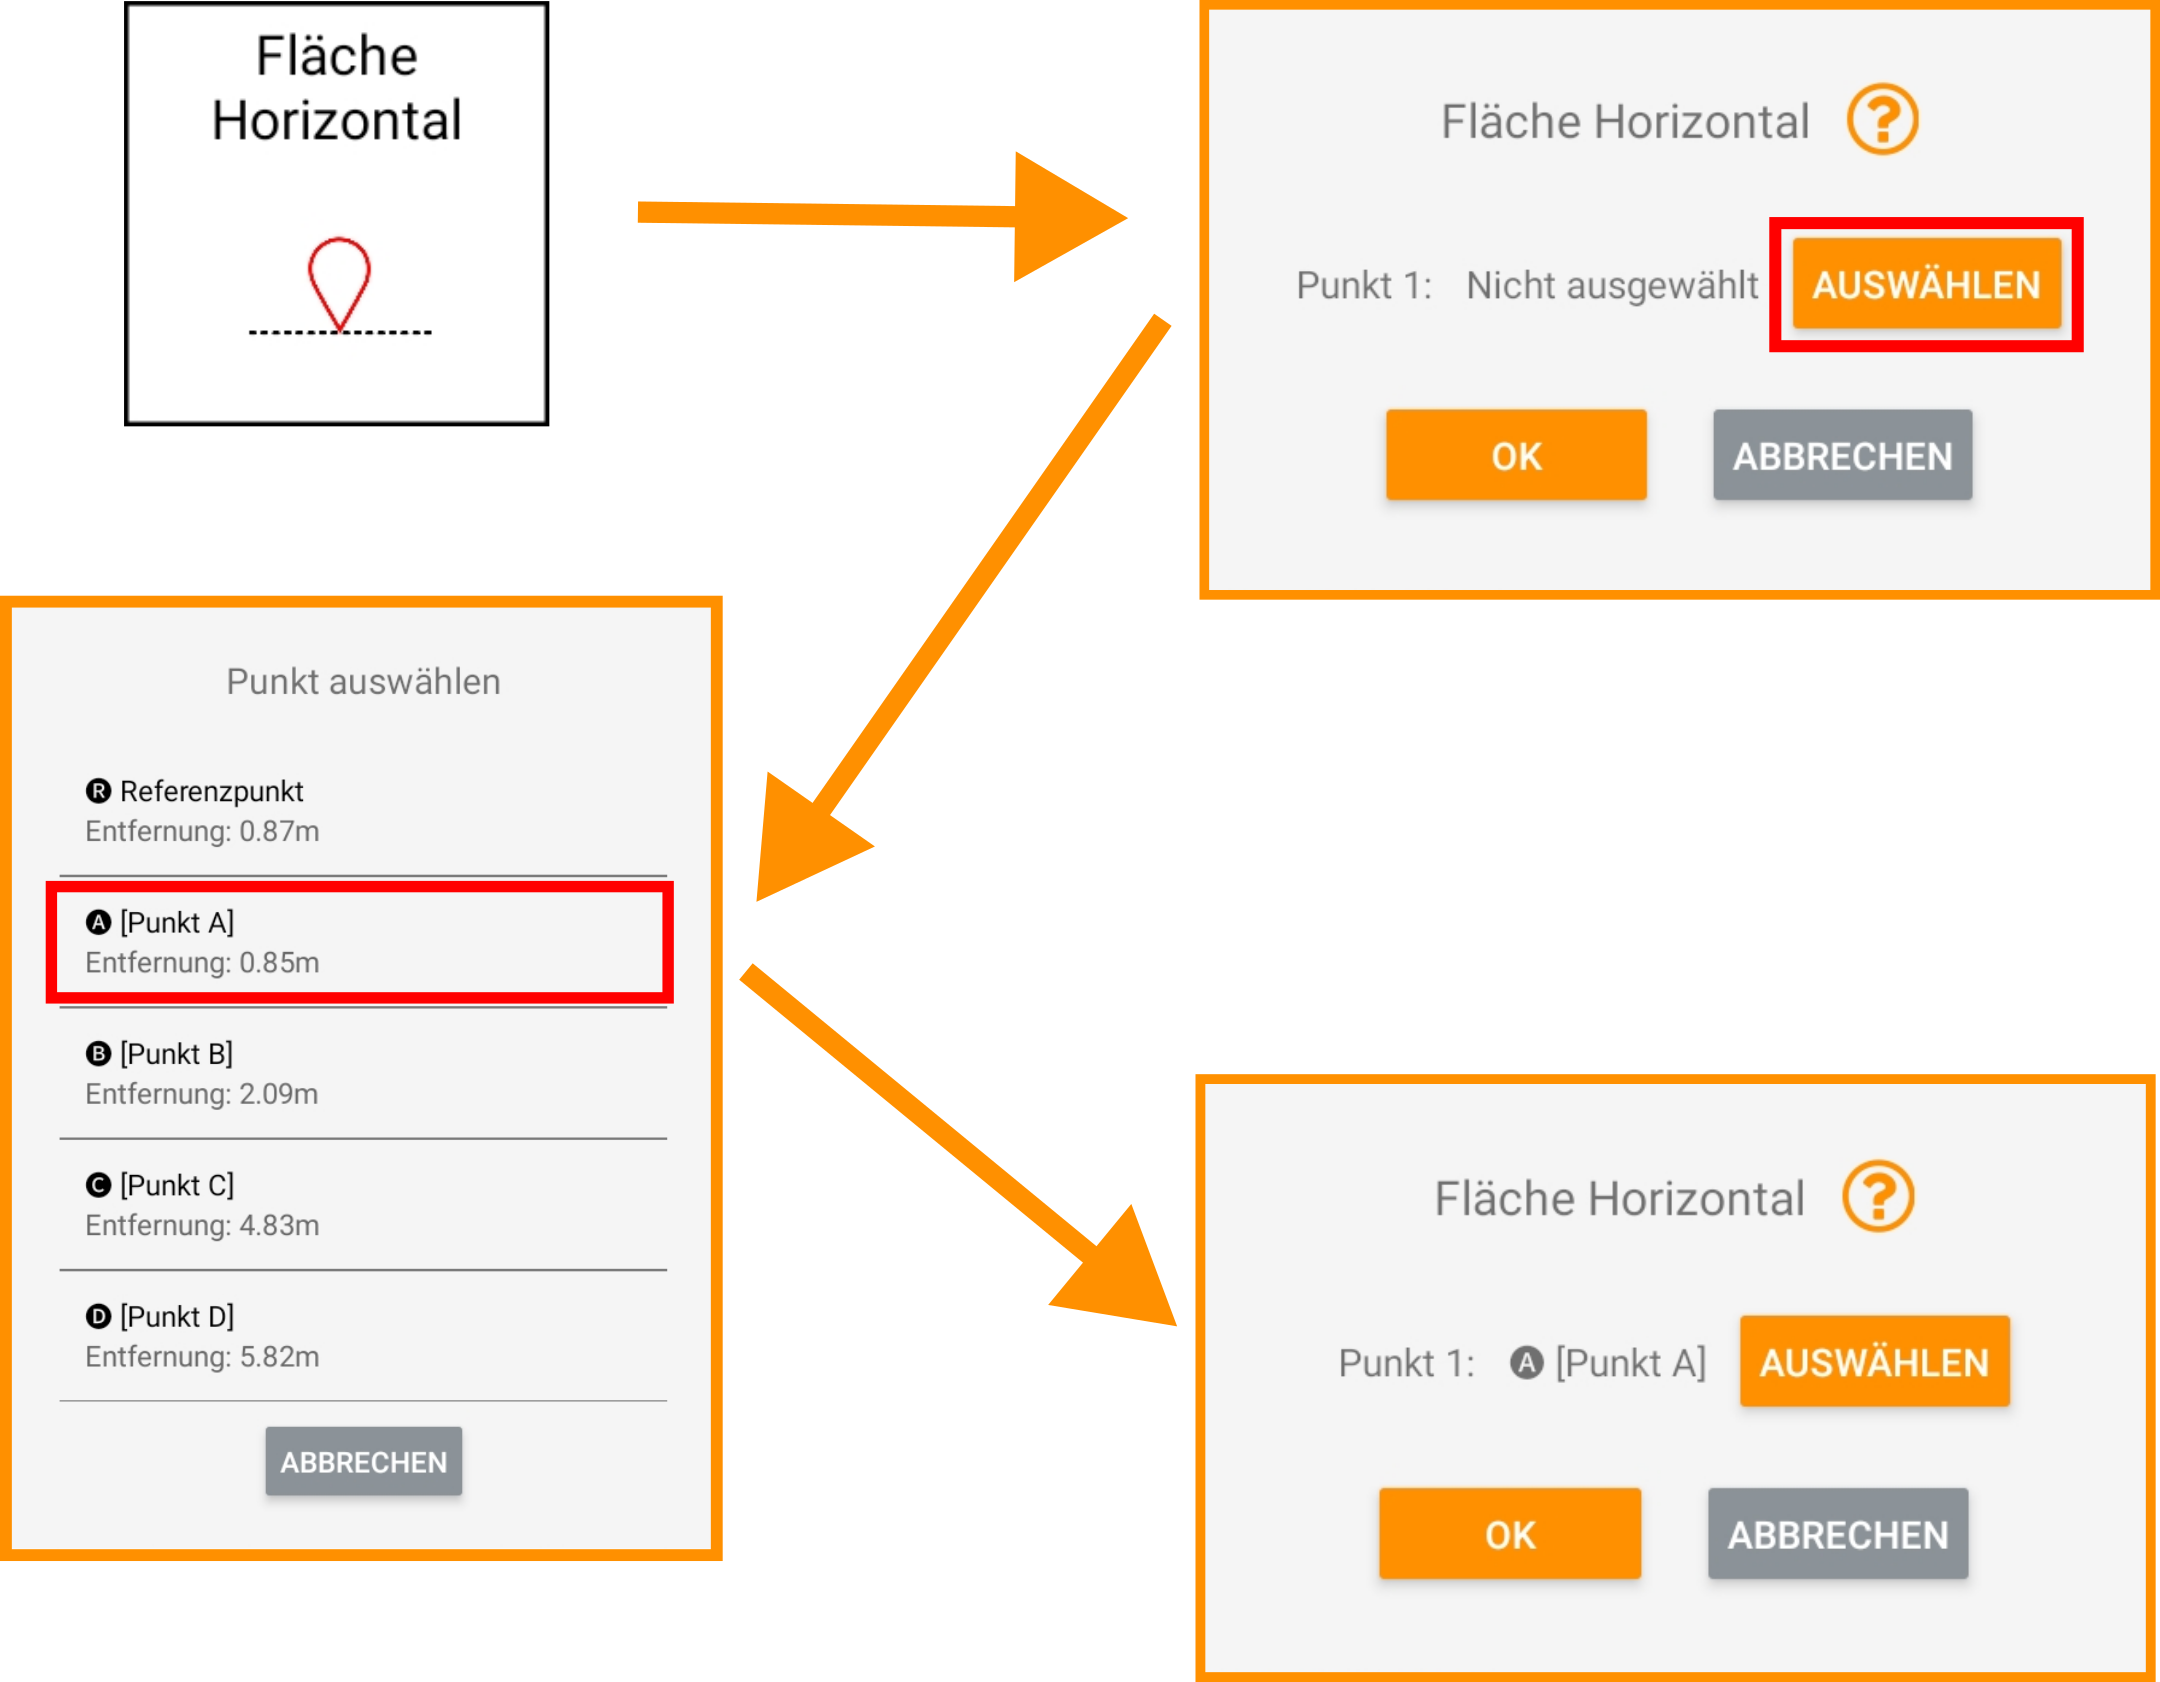 Fläche
Horizontal
Fläche Horizontal ?
Punkt 1: Nicht ausgewählt AUSWÄHLEN
OK ABBRECHEN
Punkt auswählen
R Referenzpunkt
Entfernung: 0.87m
A [Punkt A]
Entfernung: 0.85m
B [Punkt B]
Entfernung: 2.09m
C [Punkt C]
Entfernung: 4.83m
D [Punkt D]
Entfernung: 5.82m
ABBRECHEN
Fläche Horizontal ?
Punkt 1: A [Punkt A] AUSWÄHLEN
OK ABBRECHEN